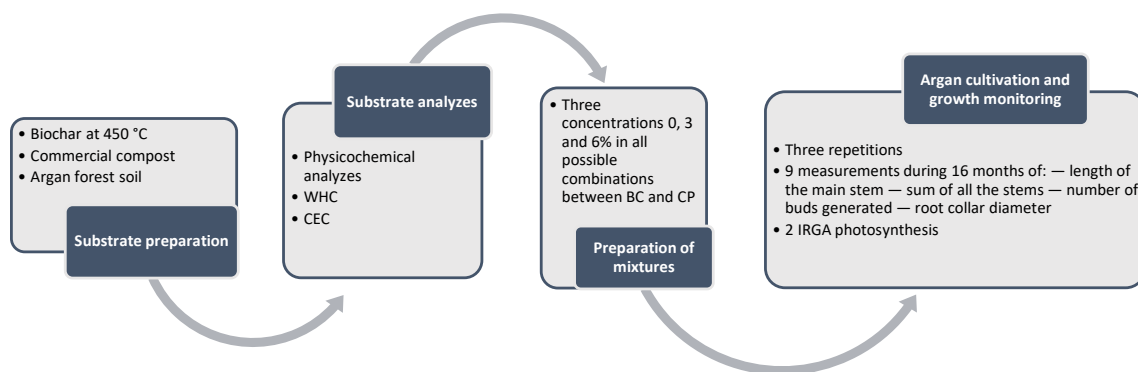 • Biochar at 450 °C
• Commercial compost
• Argan forest soil
Substrate preparation
Substrate analyzes
• Physicochemical
analyzes
• WHC
• CEC
• Three
concentrations 0, 3
and 6% in all
possible
combinations
between BC and CP
Preparation of
mixtures
Argan cultivation and
growth monitoring
• Three repetitions
• 9 measurements during 16 months of: — length of
the main stem — sum of all the stems — number of
buds generated — root collar diameter
• 2 IRGA photosynthesis